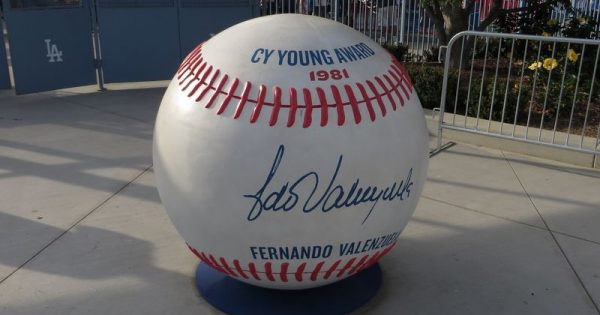 LA
CY YOUNG AWARD
1981
Fdo Valenzuela
FERNANDO VALENZUELA